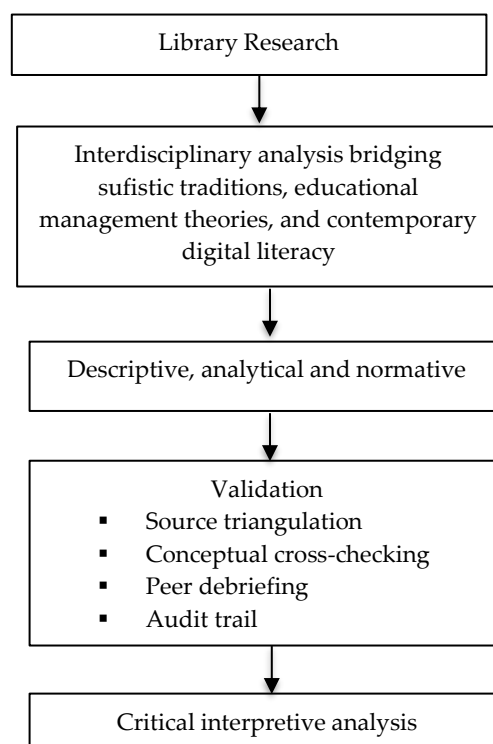 Library Research
Interdisciplinary analysis bridging
sufistic traditions, educational
management theories, and contemporary
digital literacy
Descriptive, analytical and normative
Validation
▪ Source triangulation
▪ Conceptual cross-checking
▪ Peer debriefing
▪ Audit trail
Critical interpretive analysis